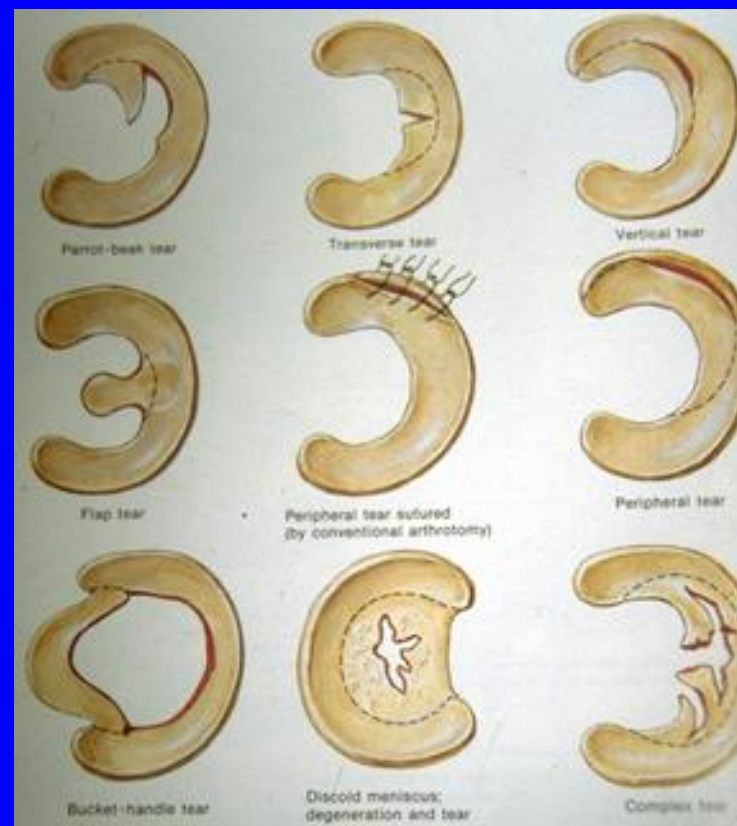 Parrot-beak tear
Transverse tear
Vertical tear
Flap tear
Peripheral tear sutured
(by conventional arthrotomy)
Peripheral tear
Bucket-handle tear
Discoid meniscus:
degeneration and tear
Complex tear